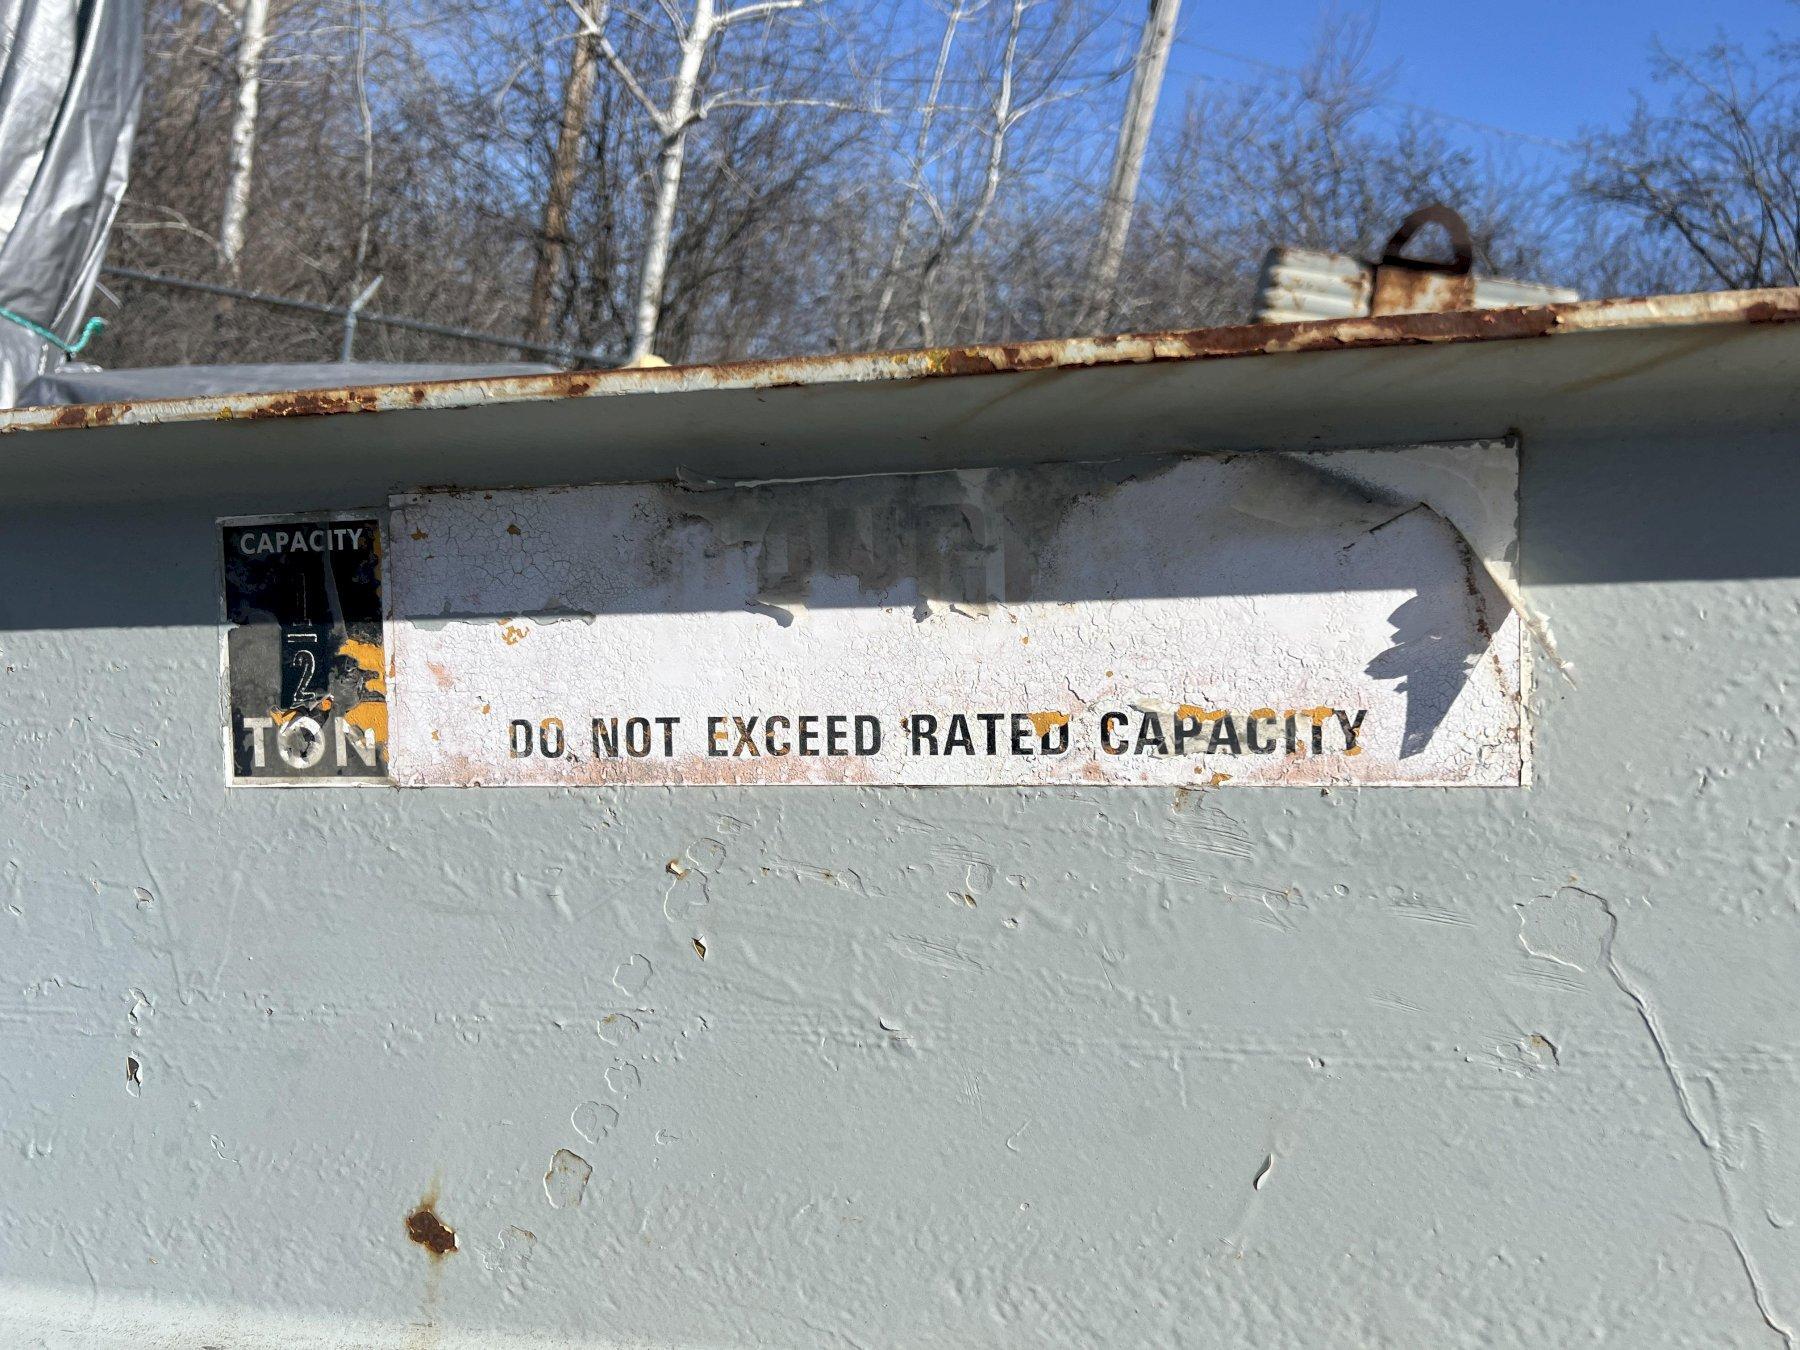 CAPACITY
1
2
TON
DO NOT EXCEED RATED CAPACITY